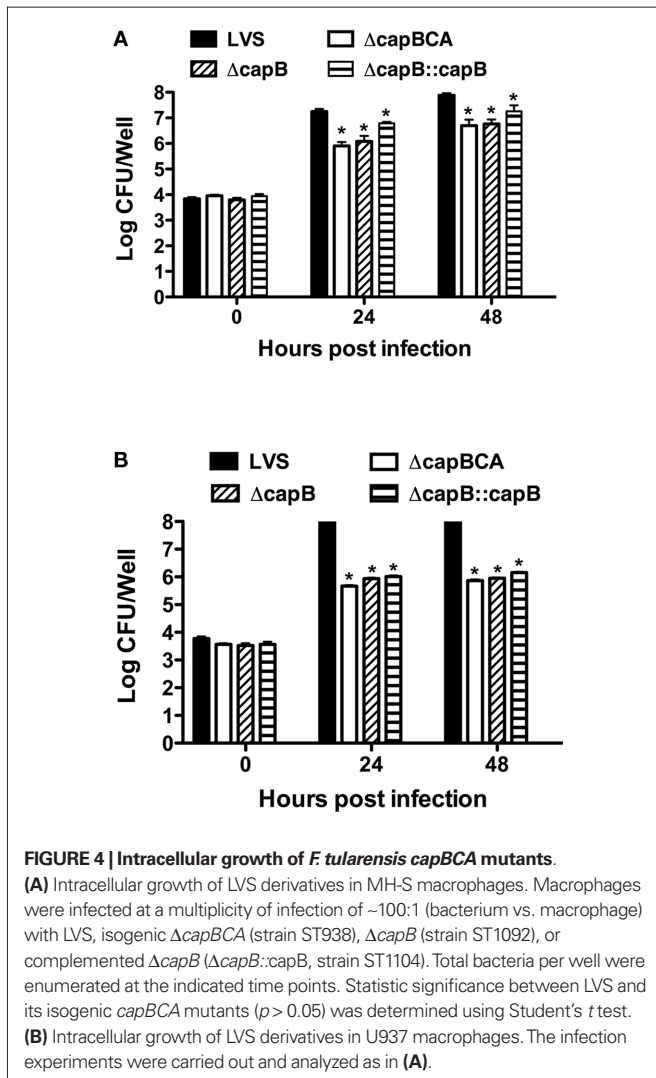 A
LVS
ΔcapBCA
ΔcapB
ΔcapB::capB
Log CFU/Well
8
7
6
5
4
3
2
1
0
* * *
* * *
0 24 48
Hours post infection
B
LVS
ΔcapBCA
ΔcapB
ΔcapB::capB
Log CFU/Well
8
7
6
5
4
3
2
1
0
* * *
* * *
0 24 48
Hours post infection
FIGURE 4 | Intracellular growth of F. tularensis capBCA mutants.
(A) Intracellular growth of LVS derivatives in MH-S macrophages. Macrophages
were infected at a multiplicity of infection of ~100:1 (bacterium vs. macrophage)
with LVS, isogenic ΔcapBCA (strain ST938), ΔcapB (strain ST1092), or
complemented ΔcapB (ΔcapB::capB, strain ST1104). Total bacteria per well were
enumerated at the indicated time points. Statistic significance between LVS and
its isogenic capBCA mutants (p > 0.05) was determined using Student's t test.
(B) Intracellular growth of LVS derivatives in U937 macrophages. The infection
experiments were carried out and analyzed as in (A).